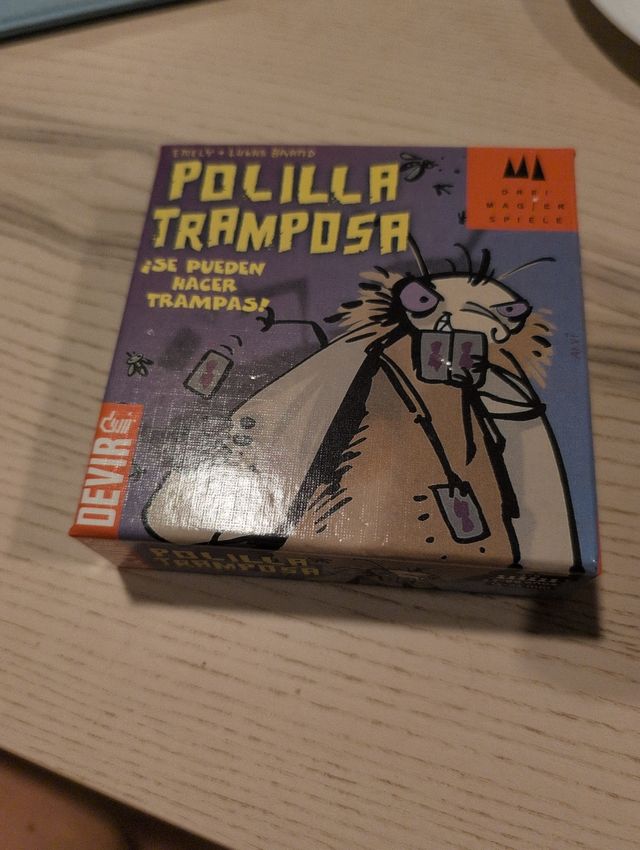 EMELY + LUKAS BRAND
POLILLA
TRAMPOSA
¡SE PUEDEN
HACER
TRAMPAS!
DREI
MAGIER
SPIELE
DEVIR
POLILLA
TRAMPOSA